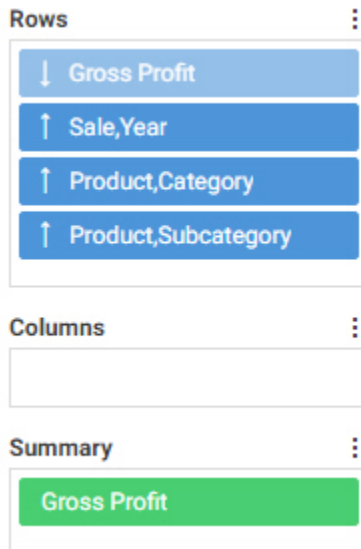 Rows
Gross Profit
Sale,Year
Product,Category
Product,Subcategory
Columns
Summary
Gross Profit